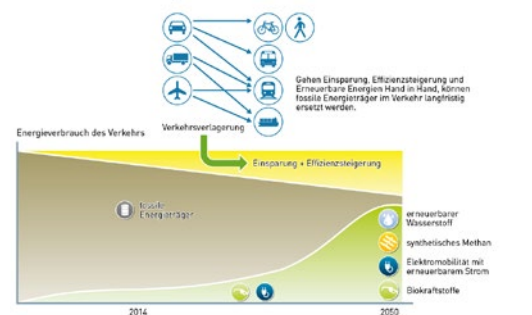 Gehen Einsparung, Effizienzsteigerung und
Erneuerbare Energien Hand in Hand, können
fossile Energieträger im Verkehr langfristig
ersetzt werden.
Verkehrsverlagerung
Energieverbrauch des Verkehrs
Einsparung + Effizienzsteigerung
fossile
Energieträger
erneuerbarer
Wasserstoff
synthetisches Methan
Elektromobilität mit
erneuerbarem Strom
Biokraftstoffe
2014
2050